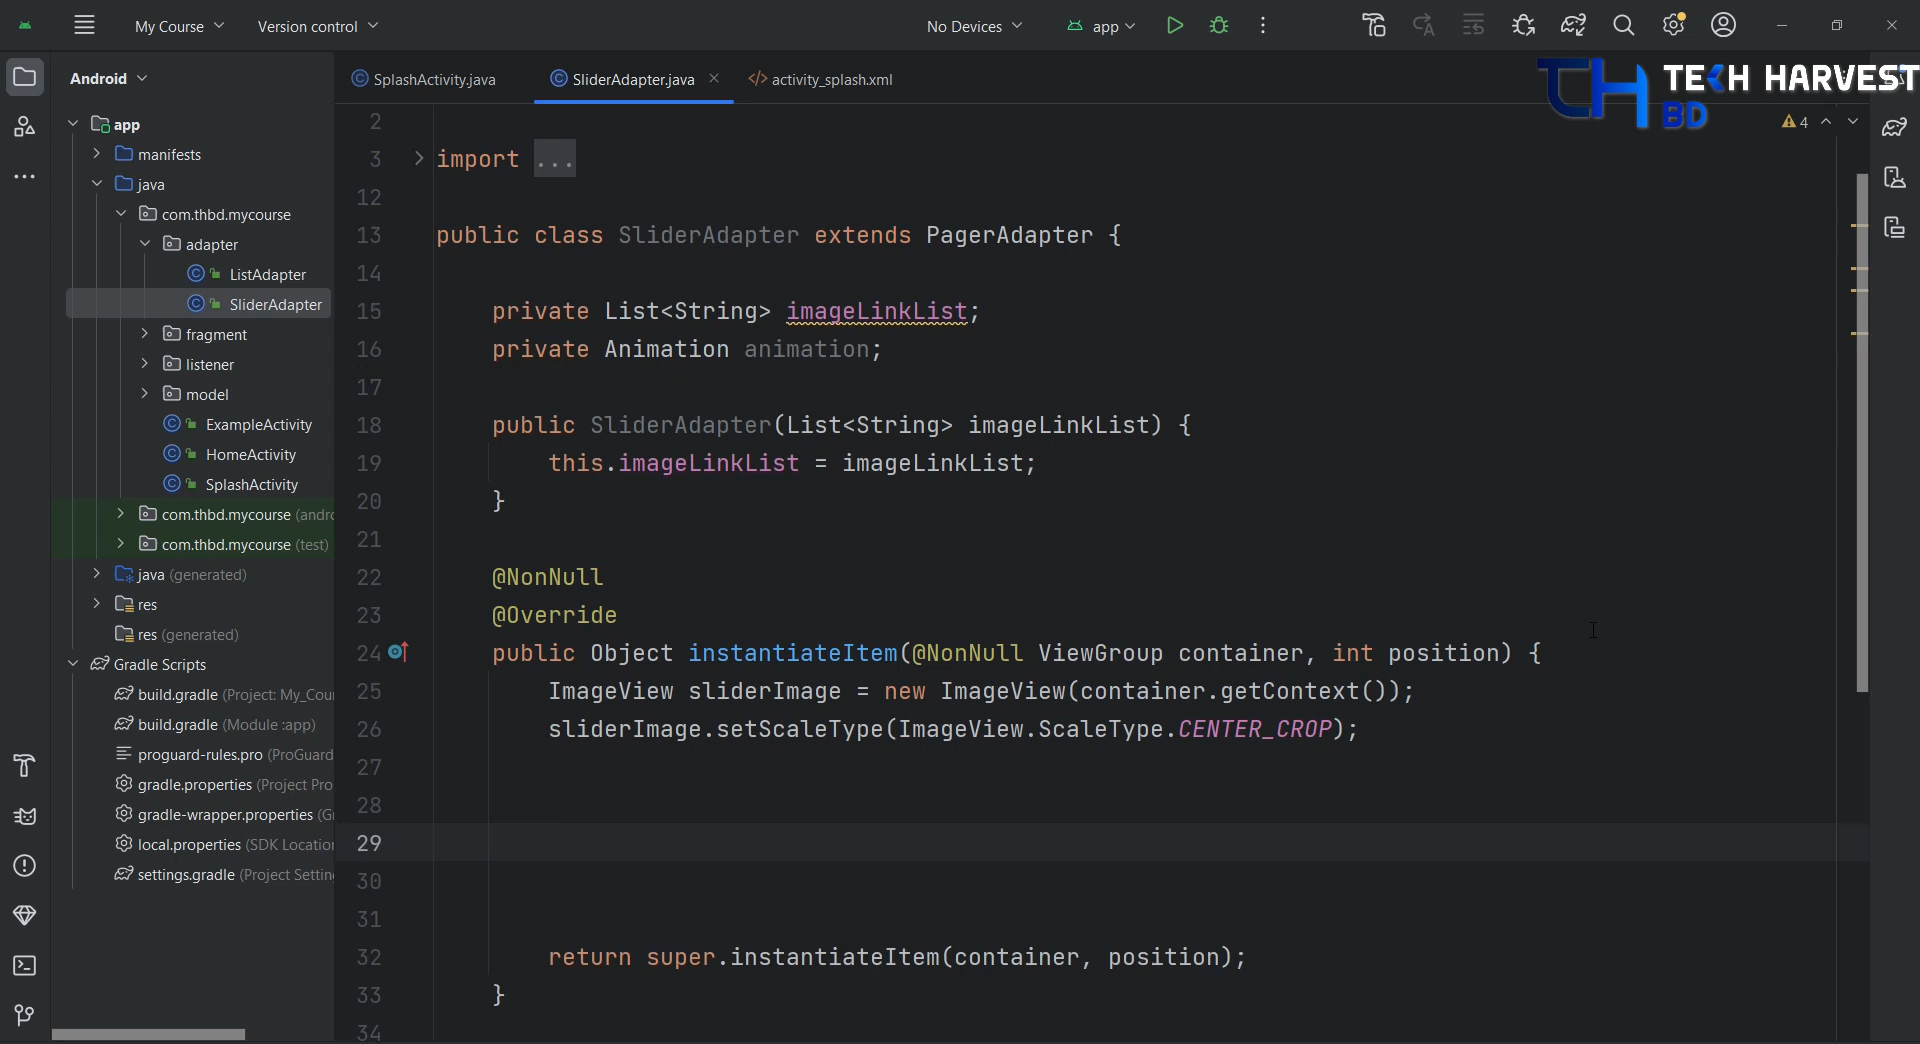 My Course
Version control
No Devices
app
Android
SplashActivity.java
SliderAdapter.java
activity_splash.xml
TECH HARVEST
BD
4
app
manifests
java
com.thbd.mycourse
adapter
ListAdapter
SliderAdapter
fragment
listener
model
ExampleActivity
HomeActivity
SplashActivity
com.thbd.mycourse (andro
com.thbd.mycourse (test)
java (generated)
res
res (generated)
Gradle Scripts
build.gradle (Project: My_Cou
build.gradle (Module :app)
proguard-rules.pro (ProGuard
gradle.properties (Project Pro
gradle-wrapper.properties (G
local.properties (SDK Location
settings.gradle (Project Settin
2
3 import ...
12
13 public class SliderAdapter extends PagerAdapter {
14
15 private List<String> imageLinkList;
16 private Animation animation;
17
18 public SliderAdapter(List<String> imageLinkList) {
19 this.imageLinkList = imageLinkList;
20 }
21
22 @NonNull
23 @Override
24 public Object instantiateItem(@NonNull ViewGroup container, int position) {
25 ImageView sliderImage = new ImageView(container.getContext());
26 sliderImage.setScaleType(ImageView.ScaleType.CENTER_CROP);
27
28
29
30
31
32 return super.instantiateItem(container, position);
33 }
34